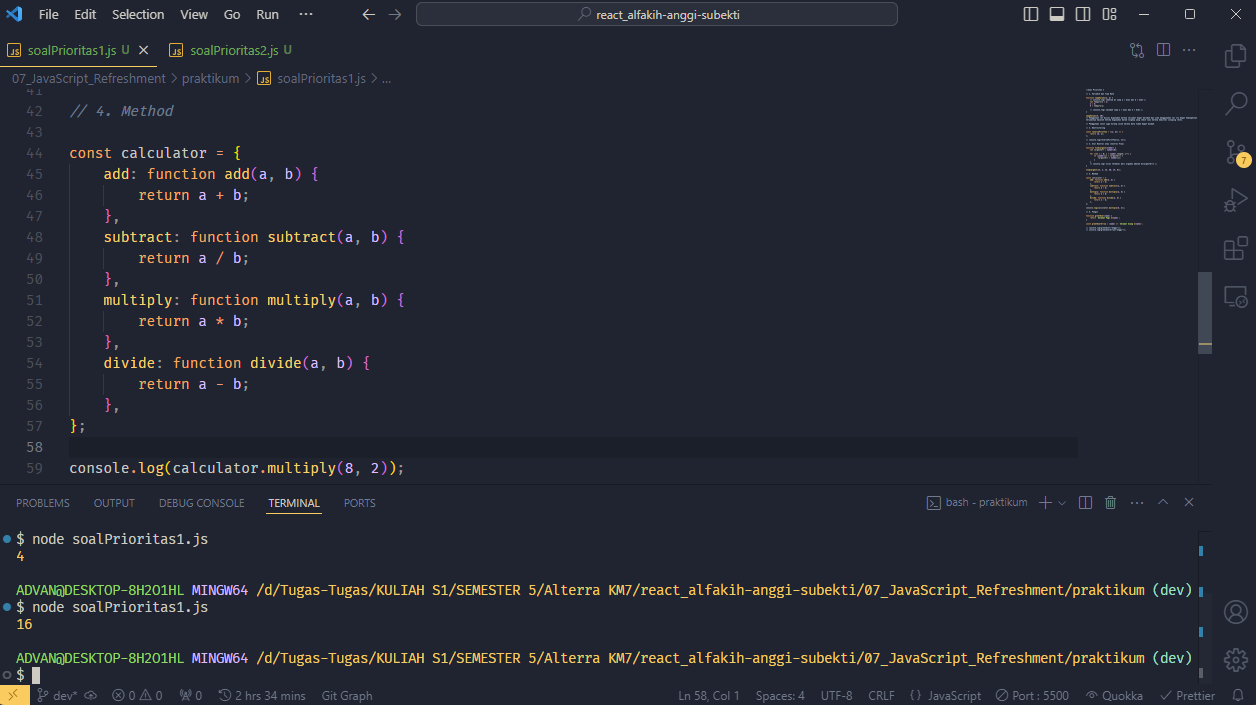 File Edit Selection View Go Run ··· react_alfakih-anggi-subekti
JS soalPrioritas1.js U JS soalPrioritas2.js U
07_JavaScript_Refreshment > praktikum > JS soalPrioritas1.js > ...
41
42 // 4. Method
43
44 const calculator = {
45 add: function add(a, b) {
46 return a + b;
47 },
48 subtract: function subtract(a, b) {
49 return a / b;
50 },
51 multiply: function multiply(a, b) {
52 return a * b;
53 },
54 divide: function divide(a, b) {
55 return a - b;
56 },
57 };
58
59 console.log(calculator.multiply(8, 2));
7
PROBLEMS OUTPUT DEBUG CONSOLE TERMINAL PORTS bash - praktikum
$ node soalPrioritas1.js
4
ADVAN@DESKTOP-8H2O1HL MINGW64 /d/Tugas-Tugas/KULIAH S1/SEMESTER 5/Alterra KM7/react_alfakih-anggi-subekti/07_JavaScript_Refreshment/praktikum (dev)
$ node soalPrioritas1.js
16
ADVAN@DESKTOP-8H2O1HL MINGW64 /d/Tugas-Tugas/KULIAH S1/SEMESTER 5/Alterra KM7/react_alfakih-anggi-subekti/07_JavaScript_Refreshment/praktikum (dev)
$
dev* 0 0 0 2 hrs 34 mins Git Graph Ln 58, Col 1 Spaces: 4 UTF-8 CRLF {} JavaScript Port : 5500 Quokka Prettier